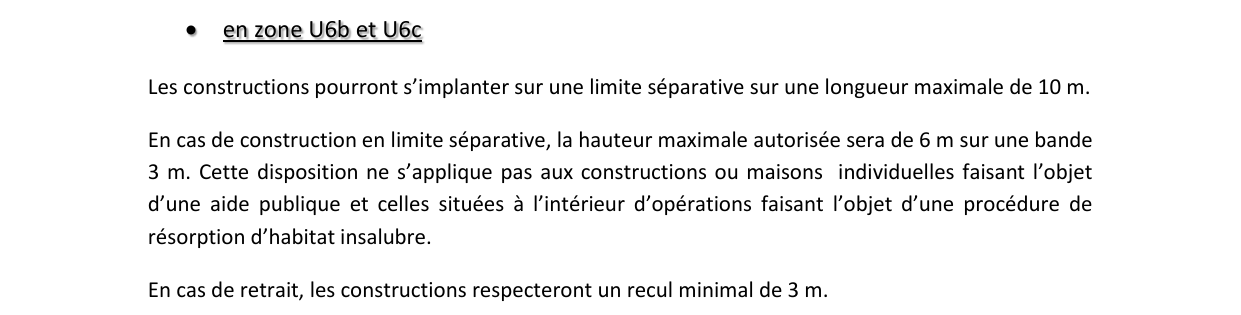 • en zone U6b et U6c
Les constructions pourront s’implanter sur une limite séparative sur une longueur maximale de 10 m.
En cas de construction en limite séparative, la hauteur maximale autorisée sera de 6 m sur une bande
3 m. Cette disposition ne s’applique pas aux constructions ou maisons  individuelles faisant l’objet
d’une aide publique et celles situées à l’intérieur d’opérations faisant l’objet d’une procédure de
résorption d’habitat insalubre.
En cas de retrait, les constructions respecteront un recul minimal de 3 m.